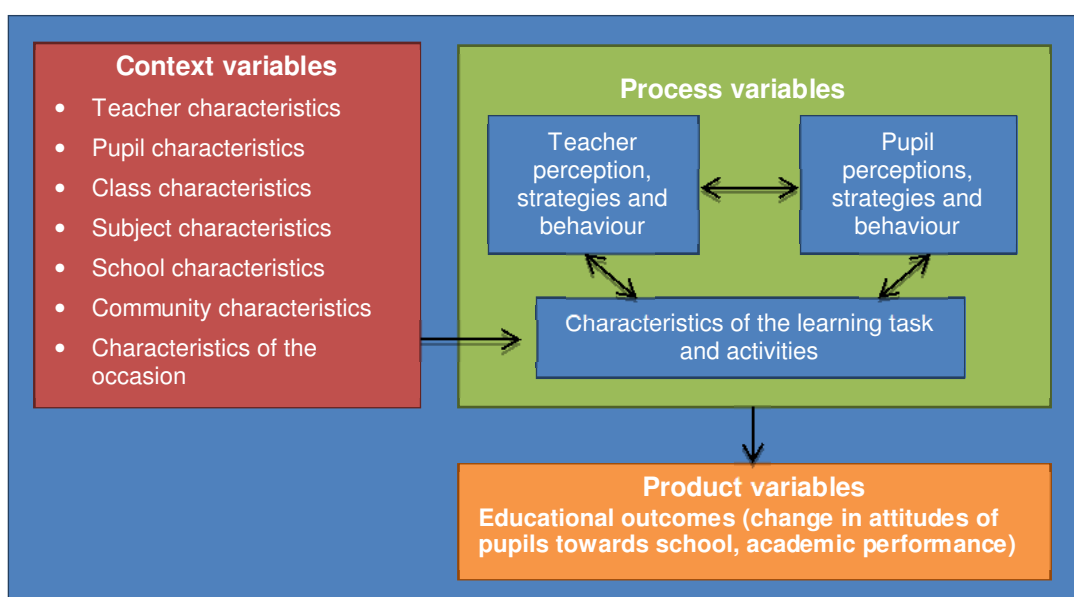 Context variables
• Teacher characteristics
• Pupil characteristics
• Class characteristics
• Subject characteristics
• School characteristics
• Community characteristics
• Characteristics of the
occasion
Process variables
Teacher
perception,
strategies and
behaviour
Pupil
perceptions,
strategies and
behaviour
Characteristics of the learning task
and activities
Product variables
Educational outcomes (change in attitudes of
pupils towards school, academic performance)